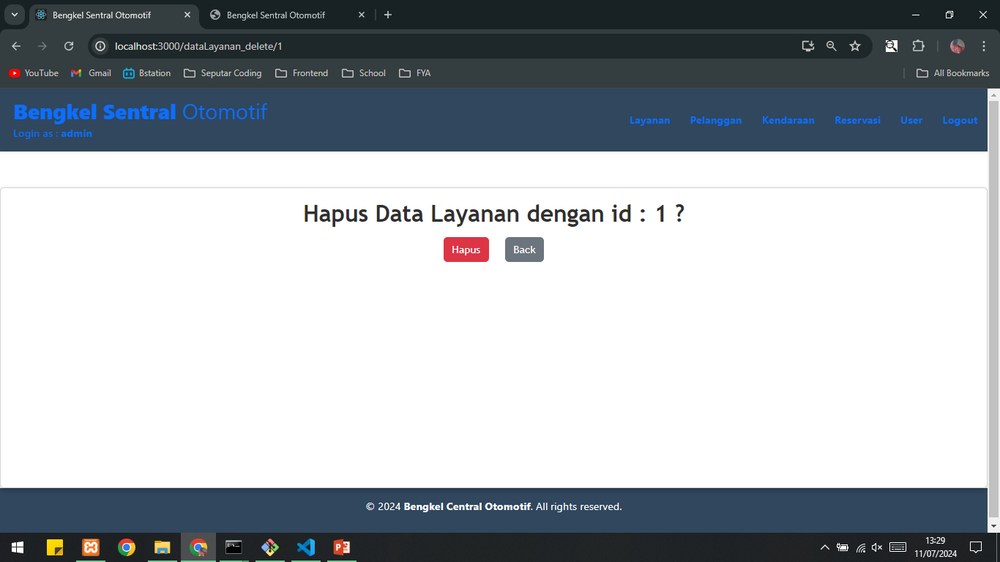 Bengkel Sentral Otomotif
Bengkel Sentral Otomotif
localhost:3000/dataLayanan_delete/1
YouTube
Gmail
Bstation
Seputar Coding
Frontend
School
FYA
All Bookmarks
Bengkel Sentral Otomotif
Login as : admin
Layanan
Pelanggan
Kendaraan
Reservasi
User
Logout
Hapus Data Layanan dengan id : 1 ?
Hapus
Back
© 2024 Bengkel Central Otomotif. All rights reserved.
13:29
11/07/2024